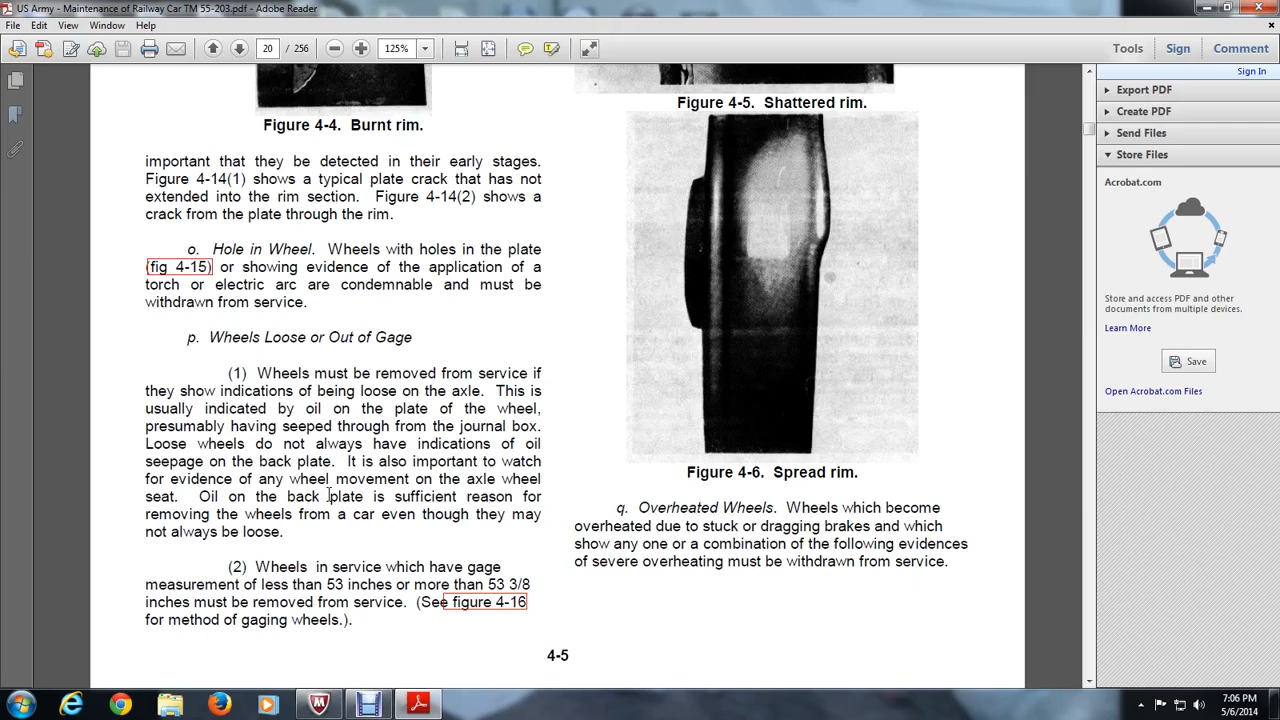 US Army - Maintenance of Railway Car TM 55-203.pdf - Adobe Reader
File Edit View Window Help
20 / 256 125% Tools Sign Comment
Sign In
Export PDF
Create PDF
Send Files
Store Files
Acrobat.com
Store and access PDF and other
documents from multiple devices.
Learn More
Save
Open Acrobat.com Files
Figure 4-4. Burnt rim.
important that they be detected in their early stages.
Figure 4-14(1) shows a typical plate crack that has not
extended into the rim section. Figure 4-14(2) shows a
crack from the plate through the rim.
o. Hole in Wheel. Wheels with holes in the plate
(fig 4-15) or showing evidence of the application of a
torch or electric arc are condemnable and must be
withdrawn from service.
p. Wheels Loose or Out of Gage
(1) Wheels must be removed from service if
they show indications of being loose on the axle. This is
usually indicated by oil on the plate of the wheel,
presumably having seeped through from the journal box.
Loose wheels do not always have indications of oil
seepage on the back plate. It is also important to watch
for evidence of any wheel movement on the axle wheel
seat. Oil on the back plate is sufficient reason for
removing the wheels from a car even though they may
not always be loose.
(2) Wheels in service which have gage
measurement of less than 53 inches or more than 53 3/8
inches must be removed from service. (See figure 4-16
for method of gaging wheels.).
Figure 4-5. Shattered rim.
Figure 4-6. Spread rim.
q. Overheated Wheels. Wheels which become
overheated due to stuck or dragging brakes and which
show any one or a combination of the following evidences
of severe overheating must be withdrawn from service.
4-5
7:06 PM
5/6/2014